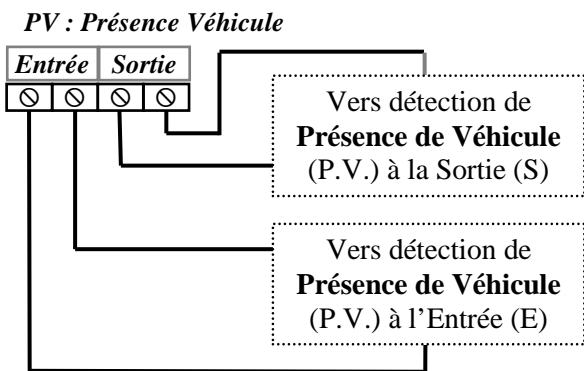 PV : Présence Véhicule
Entrée Sortie
Vers détection de
Présence de Véhicule
(P.V.) à la Sortie (S)
Vers détection de
Présence de Véhicule
(P.V.) à l'Entrée (E)